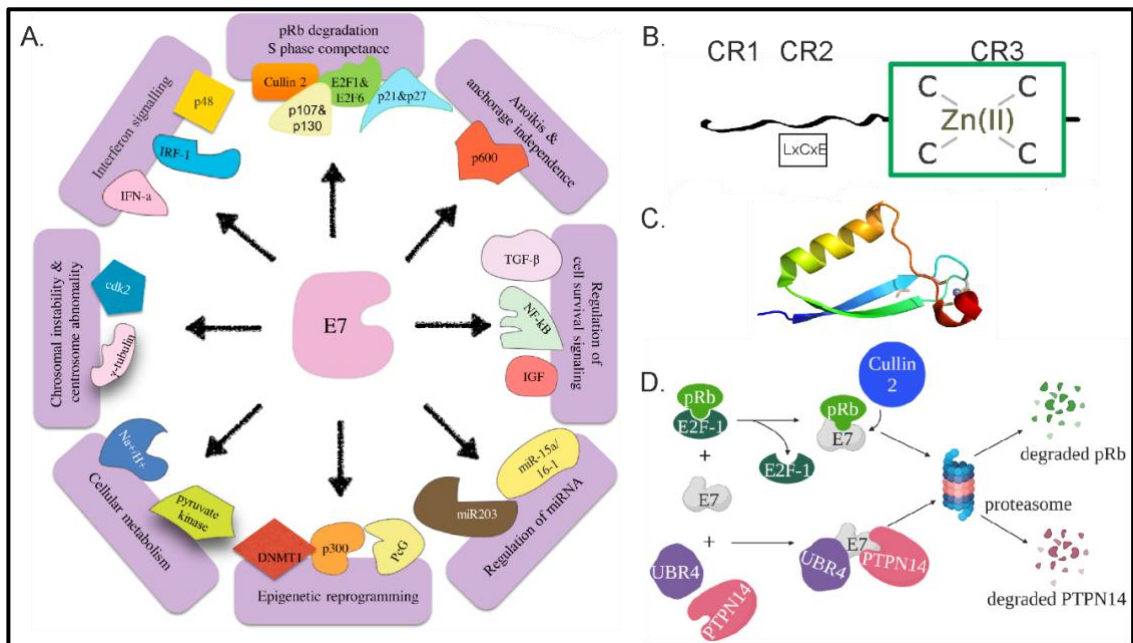 A.
pRb degradation
S phase competance
Cullin 2
E2F1&
E2F6
p107&
p130
p21&p27
Anoikis &
anchorage independence
p600
Regulation of
cell survival signaling
TGF-β
NF-kB
IGF
Regulation of miRNA
miR-15a/
16-1
miR203
Epigenetic reprogramming
DNMT1
p300
PcG
Cellular metabolism
Na+/H+
pyruvate
kinase
Chrosomal instability &
centrosome abnormality
cdk2
γ-tubulin
Interferon signalling
p48
IRF-1
IFN-a
E7
B.
CR1 CR2 CR3
LxCxE
C C
Zn(II)
C C
C.
D.
pRb
E2F-1
+
E7
+
UBR4
PTPN14
E2F-1
pRb
E7
Cullin
2
UBR4
E7
PTPN14
proteasome
degraded pRb
degraded PTPN14